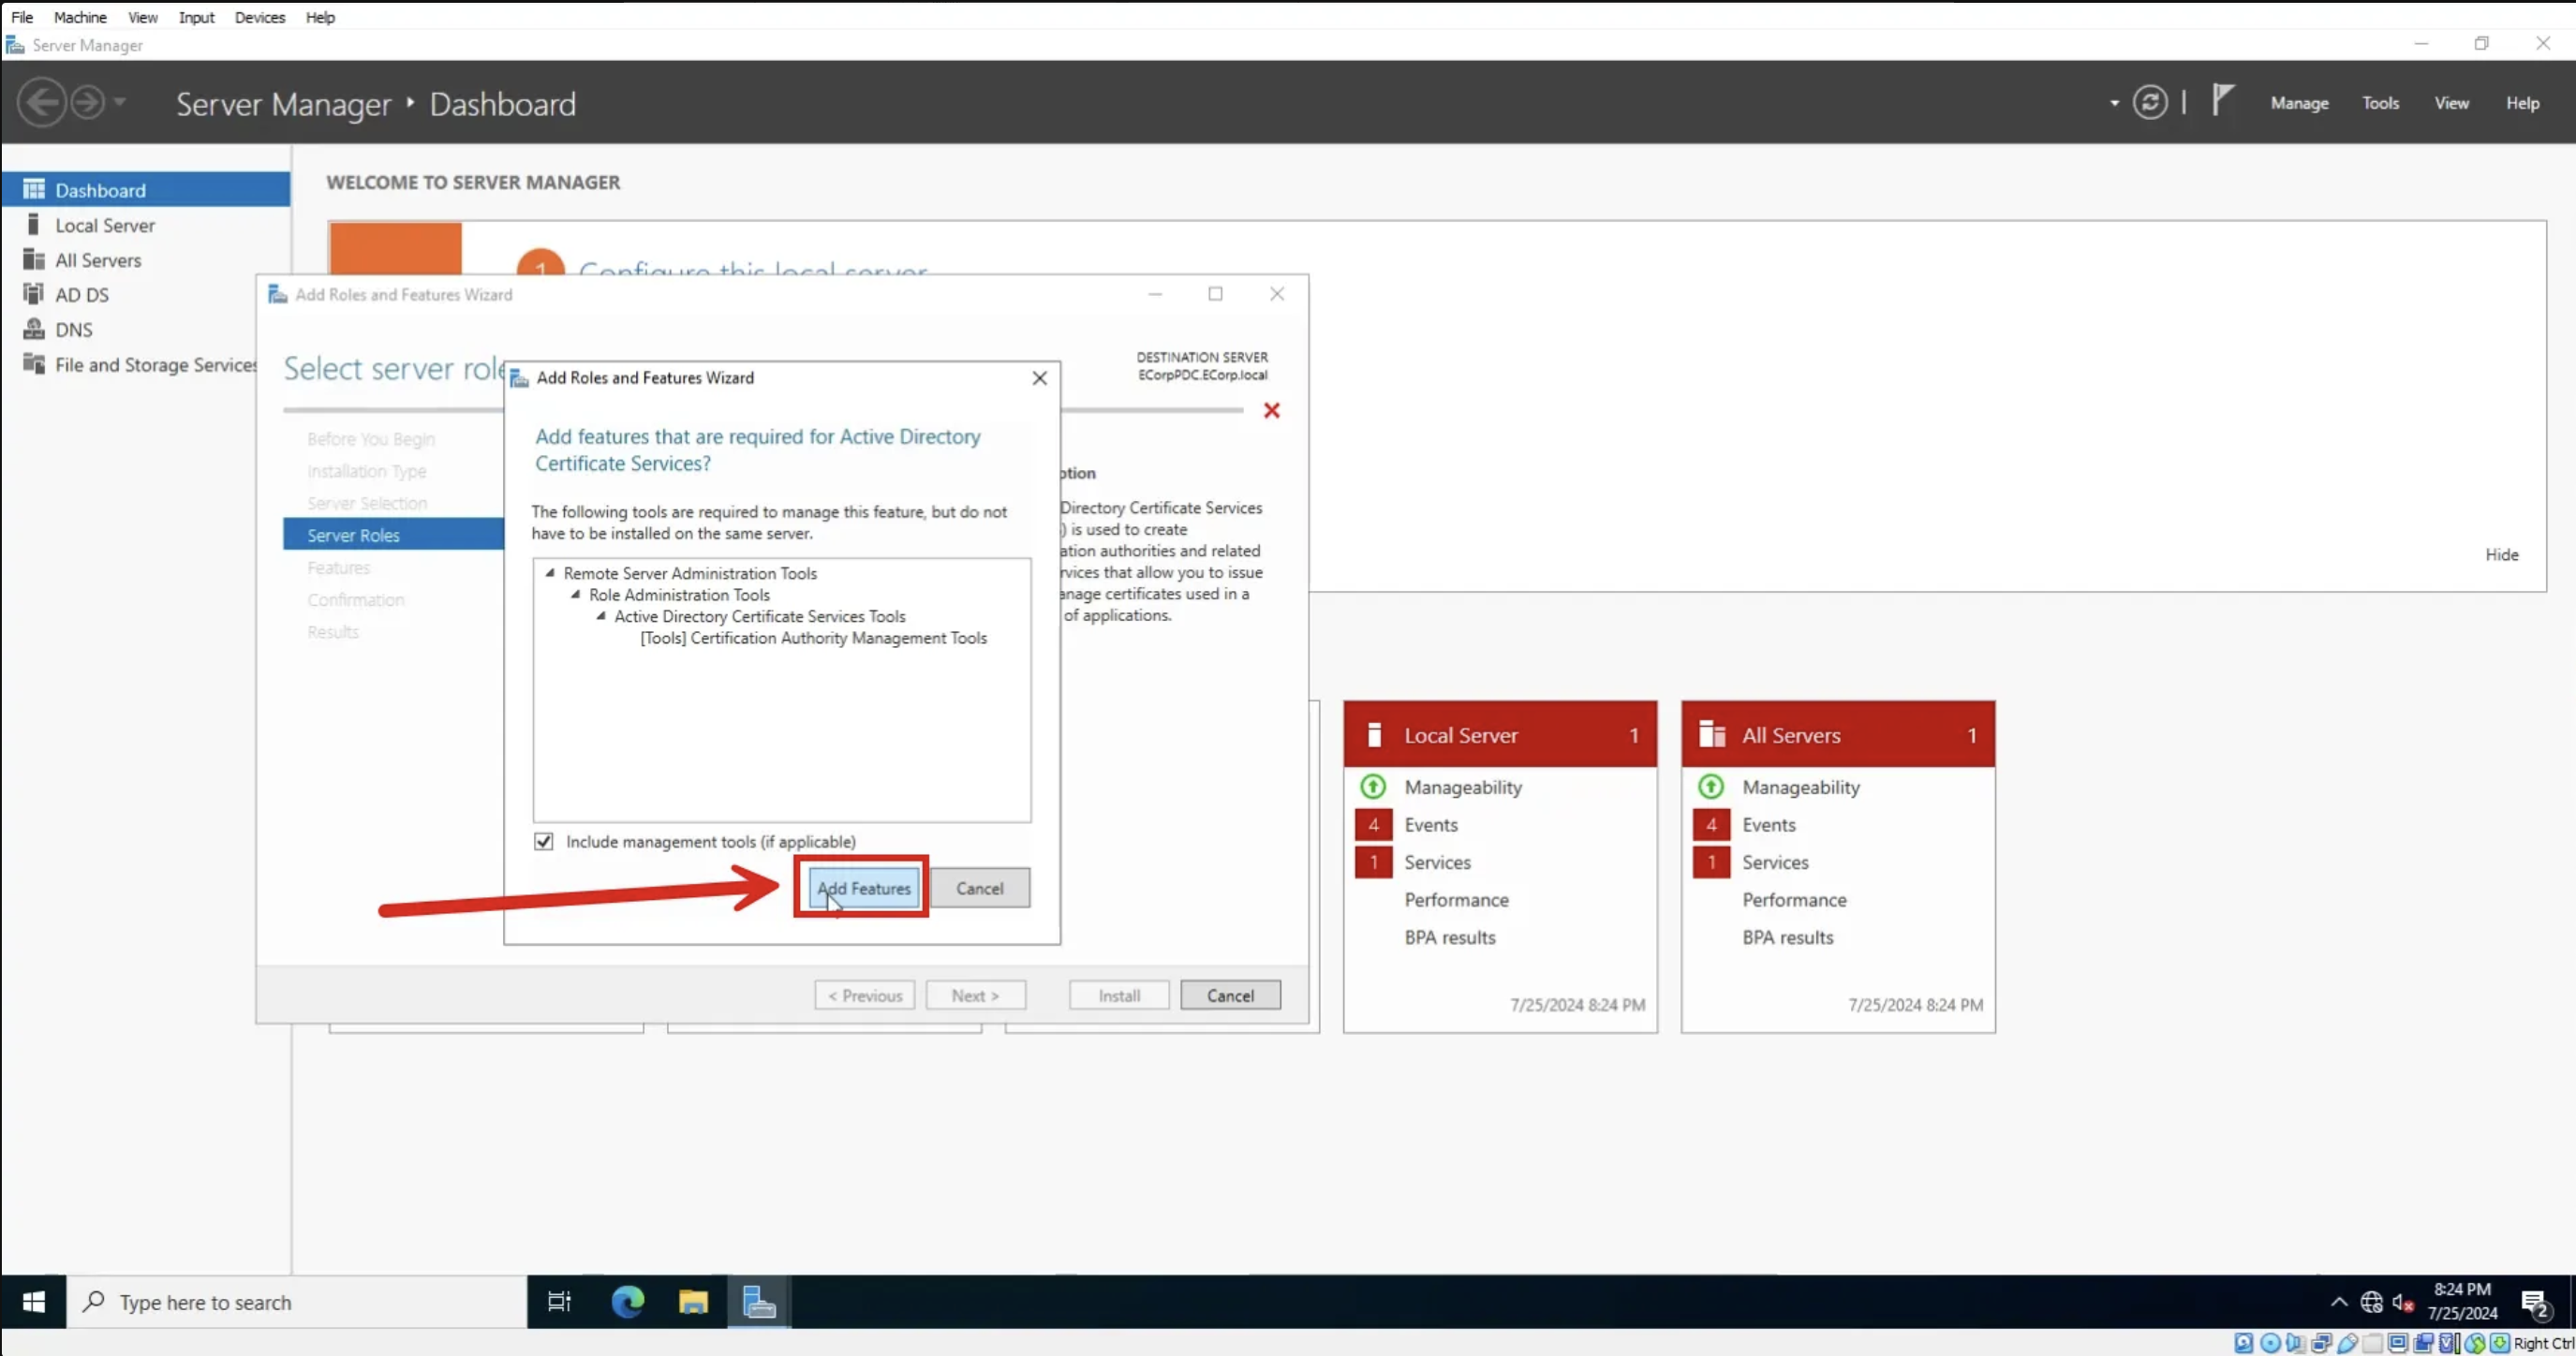 File Machine View Input Devices Help
Server Manager
Server Manager ‣ Dashboard
Manage Tools View Help
Dashboard
Local Server
All Servers
AD DS
DNS
File and Storage Services
WELCOME TO SERVER MANAGER
1 Configure this local server
Hide
Add Roles and Features Wizard
Select server role
DESTINATION SERVER
ECorpPDC.ECorp.local
Before You Begin
Installation Type
Server Selection
Server Roles
Features
Confirmation
Results
ption
Directory Certificate Services
) is used to create
ation authorities and related
rvices that allow you to issue
anage certificates used in a
of applications.
< Previous Next > Install Cancel
Add Roles and Features Wizard
Add features that are required for Active Directory
Certificate Services?
The following tools are required to manage this feature, but do not
have to be installed on the same server.
Remote Server Administration Tools
Role Administration Tools
Active Directory Certificate Services Tools
[Tools] Certification Authority Management Tools
Include management tools (if applicable)
Add Features Cancel
Local Server 1
Manageability
4 Events
1 Services
Performance
BPA results
7/25/2024 8:24 PM
All Servers 1
Manageability
4 Events
1 Services
Performance
BPA results
7/25/2024 8:24 PM
Type here to search
8:24 PM
7/25/2024
2
Right Ctrl